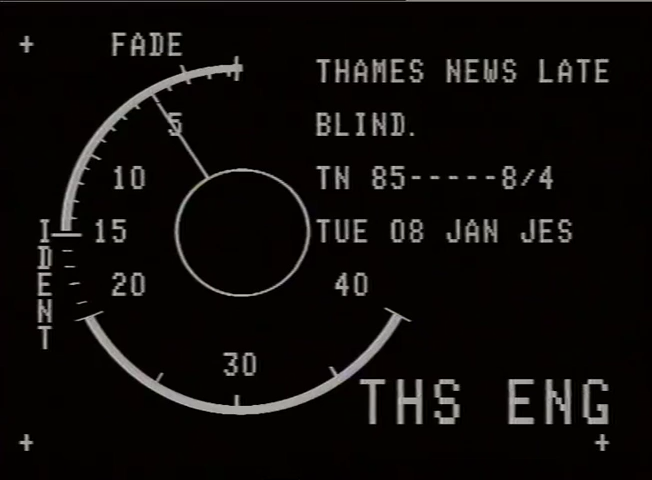 FADE
THAMES NEWS LATE
BLIND.
TN 85-----8/4
TUE 08 JAN JES
5
10
15
20
30
40
IDENT
THS ENG